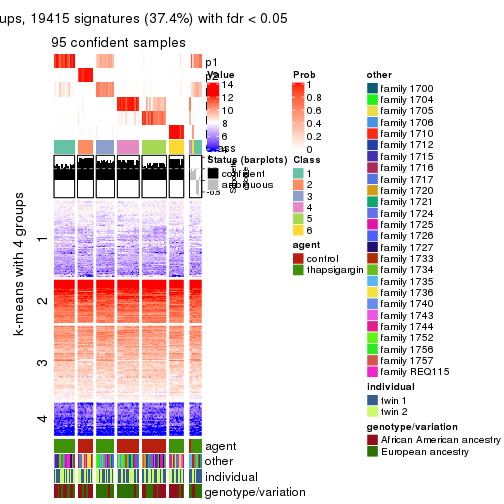 ups, 19415 signatures (37.4%) with fdr < 0.05
95 confident samples
p1
p2
class
Status (barplots)
confident
ambiguous
-0.5
k-means with 4 groups
1
2
3
4
agent
other
individual
genotype/variation
Value
14
12
10
8
6
Prob
1
0.8
0.6
0.4
0.2
0
Class
1
2
3
4
5
6
agent
control
thapsigargin
other
family 1700
family 1704
family 1705
family 1706
family 1710
family 1712
family 1715
family 1716
family 1717
family 1720
family 1721
family 1724
family 1725
family 1726
family 1727
family 1733
family 1734
family 1735
family 1736
family 1740
family 1743
family 1744
family 1752
family 1756
family 1757
family REQ115
individual
twin 1
twin 2
genotype/variation
African American ancestry
European ancestry